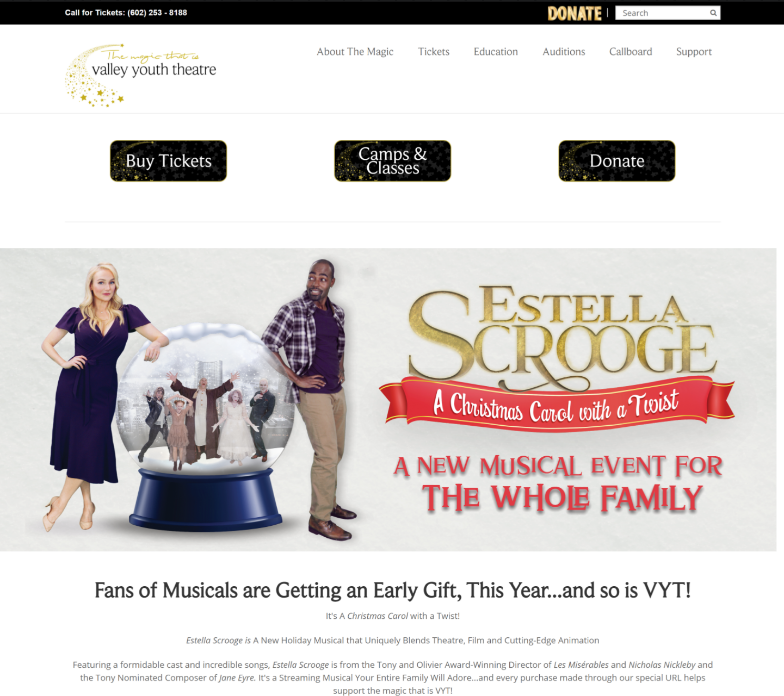 Call for Tickets: (602) 253 - 8188
DONATE
Search
The magic that is
valley youth theatre
About The Magic
Tickets
Education
Auditions
Callboard
Support
Buy Tickets
Camps &
Classes
Donate
ESTELLA
SCROOGE
A Christmas Carol with a Twist
A NEW MUSICAL EVENT FOR
THE WHOLE FAMILY
Fans of Musicals are Getting an Early Gift, This Year...and so is VYT!
It's A Christmas Carol with a Twist!
Estella Scrooge is A New Holiday Musical that Uniquely Blends Theatre, Film and Cutting-Edge Animation
Featuring a formidable cast and incredible songs, Estella Scrooge is from the Tony and Olivier Award-Winning Director of Les Misérables and Nicholas Nickleby and
the Tony Nominated Composer of Jane Eyre. It's a Streaming Musical Your Entire Family Will Adore...and every purchase made through our special URL helps
support the magic that is VYT!